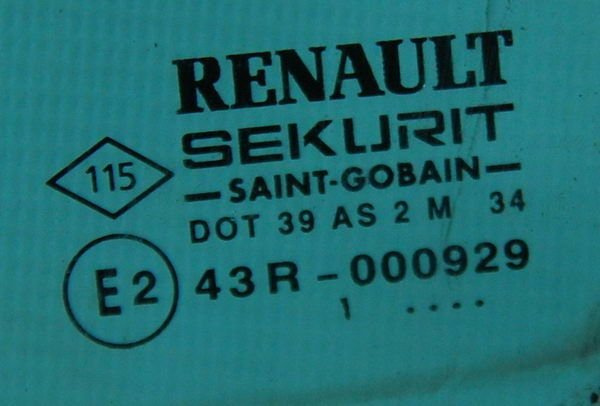 RENAULT
SEKURIT
115
-SAINT-GOBAIN-
DOT 39 AS 2 M 34
E2
43R-000929
1 ....